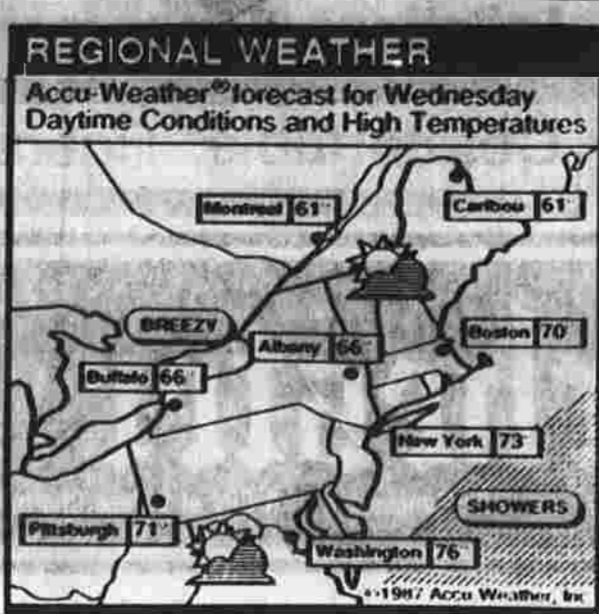 REGIONAL WEATHER
Accu-Weather® forecast for Wednesday
Daytime Conditions and High Temperatures
Montreal 61°
Caribou 61°
BREEZY
Albany 66°
Boston 70°
Buffalo 66°
New York 73°
SHOWERS
Pittsburgh 71°
Washington 76°
©1987 Accu-Weather, Inc.